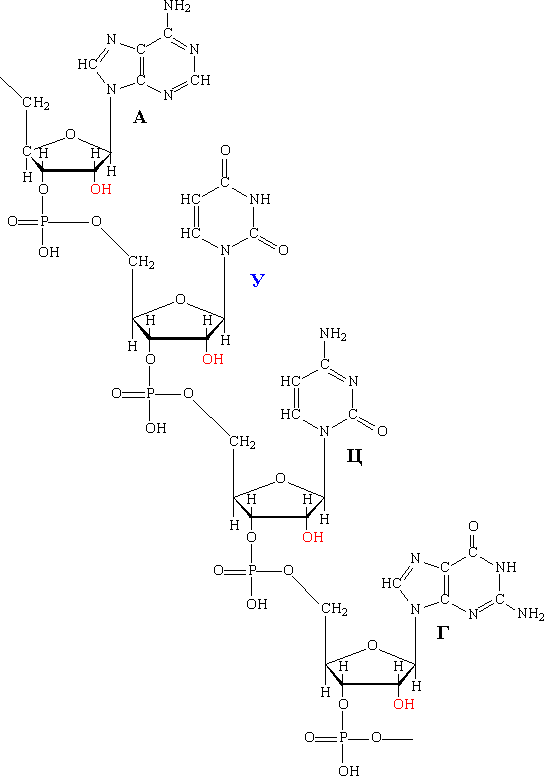 NH2
N C C N
HC
N C N CH
CH2 А
O
C H H C
H H
O OH
O=P O
OH
O
C
HC NH
CH2 HC C O
N
У
O
H H
H H
O OH
NH2
C
O=P O HC N
OH HC C O
CH2 N
Ц
O
H H
H H
O OH
O
C
N C NH
O=P O HC
OH N C N C NH2
CH2
Г
O
H H
H H
O OH
O=P O
OH